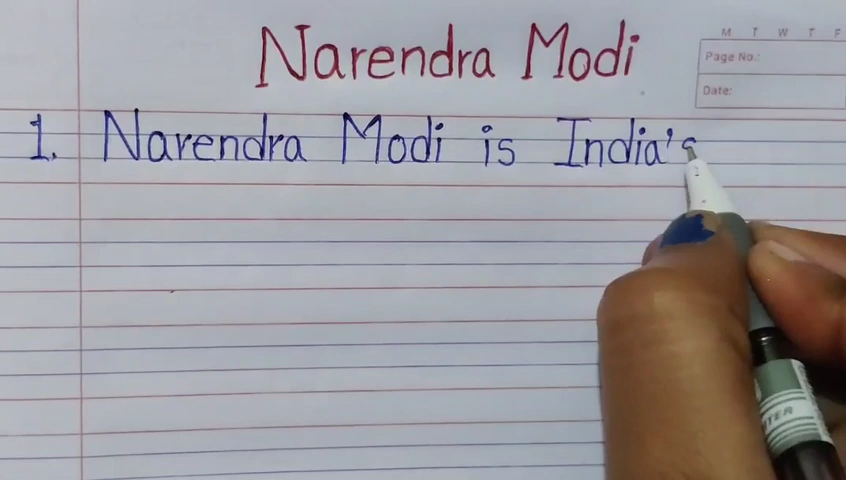 Narendra Modi
M T W T F
Page No.:
Date:
1. Narendra Modi is India's